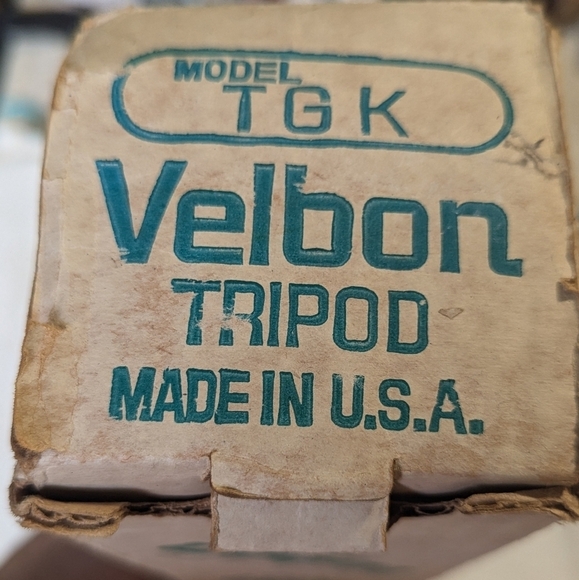 MODEL
TGK
Velbon
TRIPOD
MADE IN U.S.A.